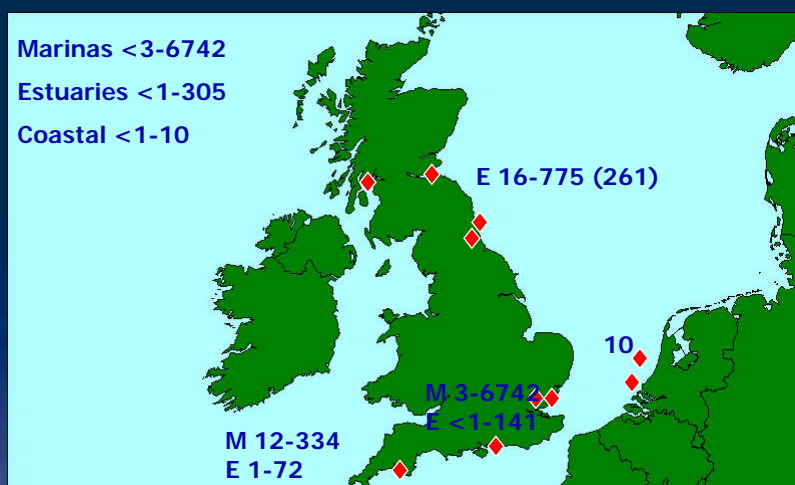 Marinas <3-6742
Estuaries <1-305
Coastal <1-10
E 16-775 (261)
10
M 3-6742
E <1-141
M 12-334
E 1-72